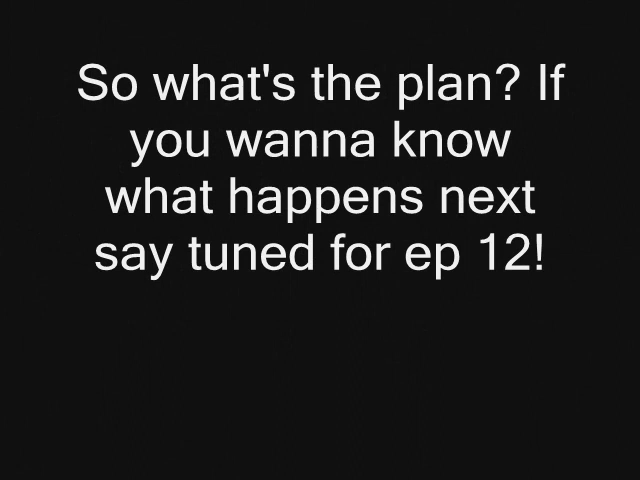 So what's the plan? If
you wanna know
what happens next
say tuned for ep 12!